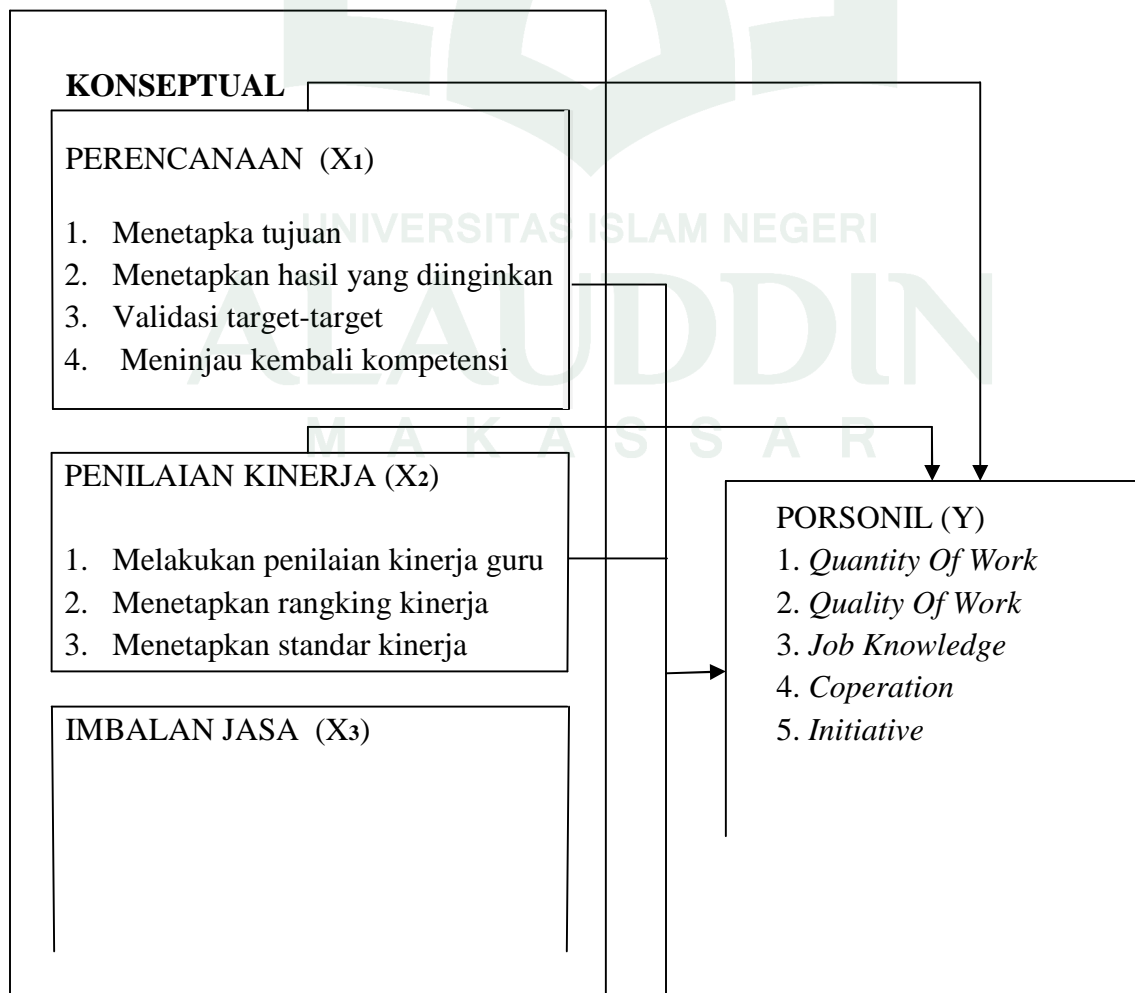 KONSEPTUAL
PERENCANAAN (X1)
1. Menetapka tujuan
2. Menetapkan hasil yang diinginkan
3. Validasi target-target
4. Meninjau kembali kompetensi
UNIVERSITAS ISLAM NEGERI
ALAUDDIN
MAKASSAR
PENILAIAN KINERJA (X2)
1. Melakukan penilaian kinerja guru
2. Menetapkan rangking kinerja
3. Menetapkan standar kinerja
IMBALAN JASA (X3)
PORSONIL (Y)
1. Quantity Of Work
2. Quality Of Work
3. Job Knowledge
4. Coperation
5. Initiative